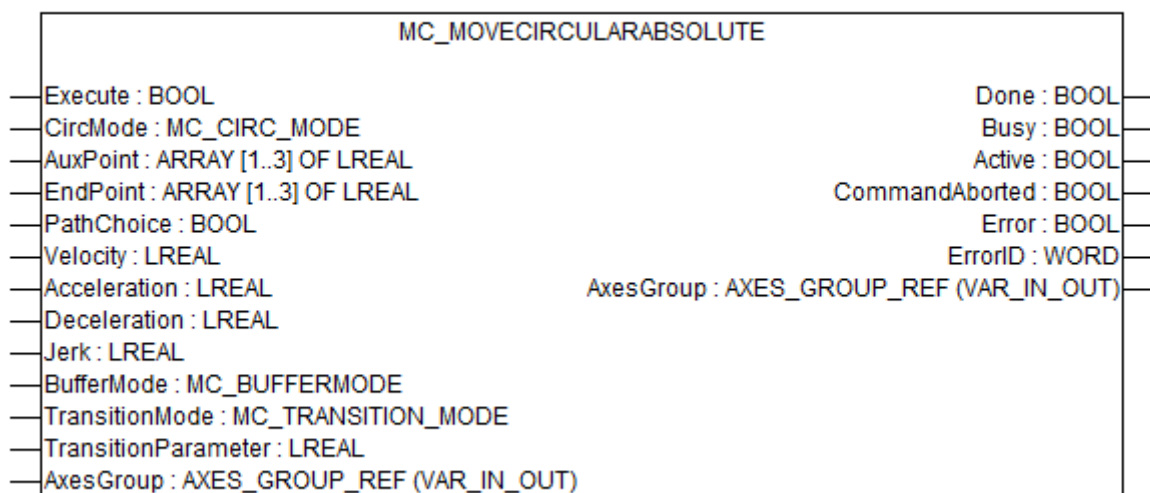 MC_MOVECIRCULARABSOLUTE
Execute : BOOL
Done : BOOL
CircMode : MC_CIRC_MODE
Busy : BOOL
AuxPoint : ARRAY [1..3] OF LREAL
Active : BOOL
EndPoint : ARRAY [1..3] OF LREAL
CommandAborted : BOOL
PathChoice : BOOL
Error : BOOL
Velocity : LREAL
ErrorID : WORD
Acceleration : LREAL
AxesGroup : AXES_GROUP_REF (VAR_IN_OUT)
Deceleration : LREAL
Jerk : LREAL
BufferMode : MC_BUFFERMODE
TransitionMode : MC_TRANSITION_MODE
TransitionParameter : LREAL
AxesGroup : AXES_GROUP_REF (VAR_IN_OUT)